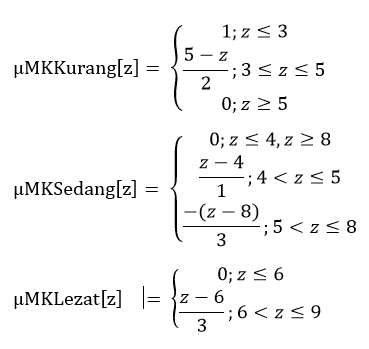 1; z ≤ 3
μMKKurang[z] = { (5 − z)/2 ; 3 ≤ z ≤ 5
0; z ≥ 5
0; z ≤ 4, z ≥ 8
μMKSedang[z] = { (z − 4)/1 ; 4 < z ≤ 5
−(z − 8)/3 ; 5 < z ≤ 8
0; z ≤ 6
μMKLezat[z] = { (z − 6)/3 ; 6 < z ≤ 9